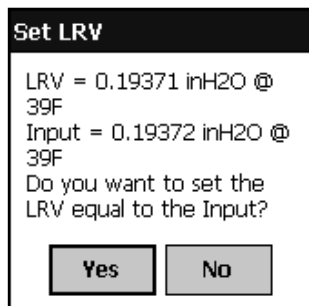 Set LRV
LRV = 0.19371 inH2O @
39F
Input = 0.19372 inH2O @
39F
Do you want to set the
LRV equal to the Input?
Yes
No